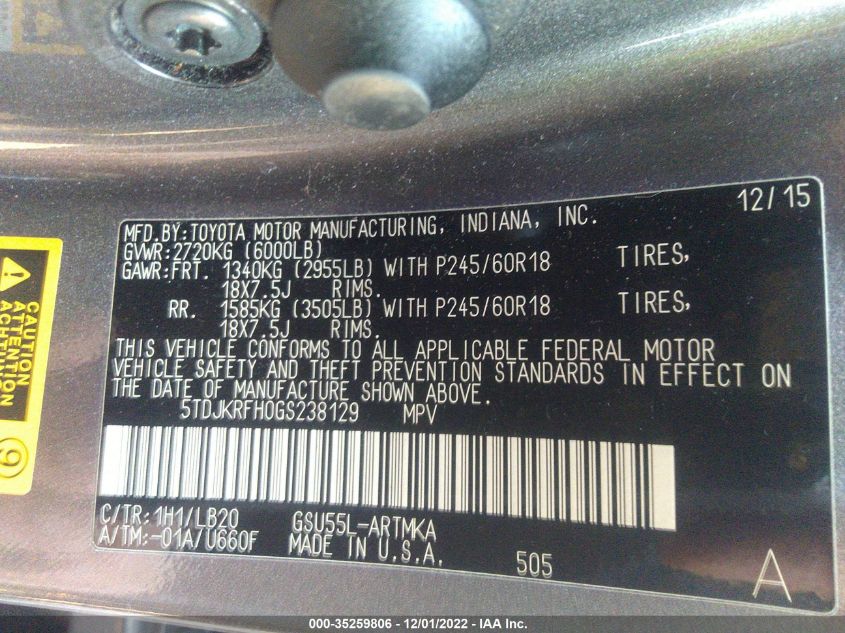 12/15
MFD.BY:TOYOTA MOTOR MANUFACTURING, INDIANA, INC.
GVWR:2720KG (6000LB)
GAWR:FRT. 1340KG (2955LB) WITH P245/60R18 TIRES,
18X7.5J RIMS.
RR. 1585KG (3505LB) WITH P245/60R18 TIRES,
18X7.5J RIMS.
THIS VEHICLE CONFORMS TO ALL APPLICABLE FEDERAL MOTOR
VEHICLE SAFETY AND THEFT PREVENTION STANDARDS IN EFFECT ON
THE DATE OF MANUFACTURE SHOWN ABOVE.
5TDJKRFH0GS238129 MPV
C/TR:1H1/LB20 GSU55L-ARTMKA
A/TM:-01A/U660F MADE IN U.S.A. 505
A
CAUTION
ATTENTION
ACHTENTION
9
000-35259806 - 12/01/2022 - IAA Inc.